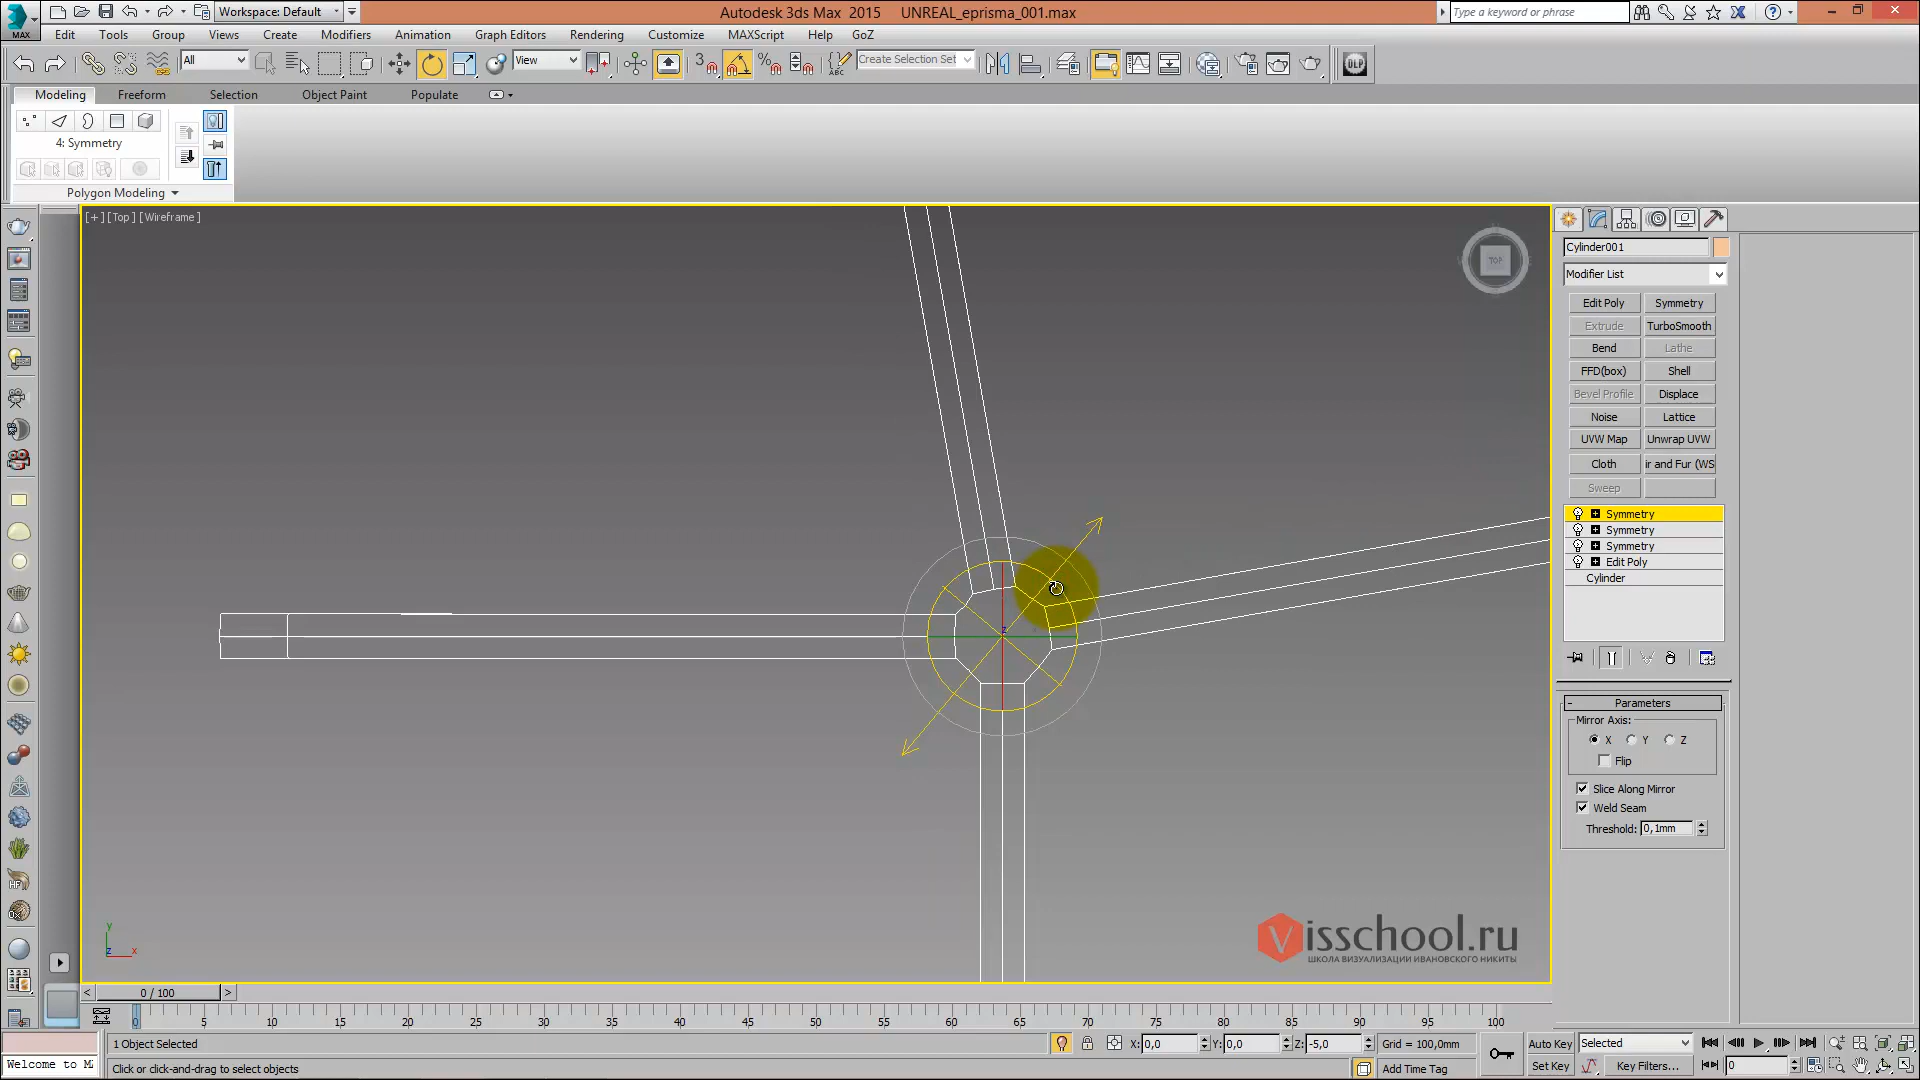 Workspace: Default
Autodesk 3ds Max 2015 UNREAL_eprisma_001.max
Type a keyword or phrase
MAX
Edit Tools Group Views Create Modifiers Animation Graph Editors Rendering Customize MAXScript Help GoZ
All
View
3
ABC
Create Selection Set
Modeling Freeform Selection Object Paint Populate
4: Symmetry
Polygon Modeling
[+] [Top] [Wireframe]
TOP
Cylinder001
Modifier List
Edit Poly Symmetry
Extrude TurboSmooth
Bend Lathe
FFD(box) Shell
Bevel Profile Displace
Noise Lattice
UVW Map Unwrap UVW
Cloth ir and Fur (WS
Sweep
Symmetry
Symmetry
Symmetry
Edit Poly
Cylinder
Parameters
Mirror Axis:
X Y Z
Flip
Slice Along Mirror
Weld Seam
Threshold: 0,1mm
z
y
z x
Visschool.ru
ШКОЛА ВИЗУАЛИЗАЦИИ ИВАНОВСКОГО НИКИТЫ
< 0 / 100 >
0 5 10 15 20 25 30 35 40 45 50 55 60 65 70 75 80 85 90 95 100
1 Object Selected
X: 0,0 Y: 0,0 Z: -5,0 Grid = 100,0mm
Auto Key Selected
Welcome to M
Click or click-and-drag to select objects
Add Time Tag
Set Key Key Filters... 0